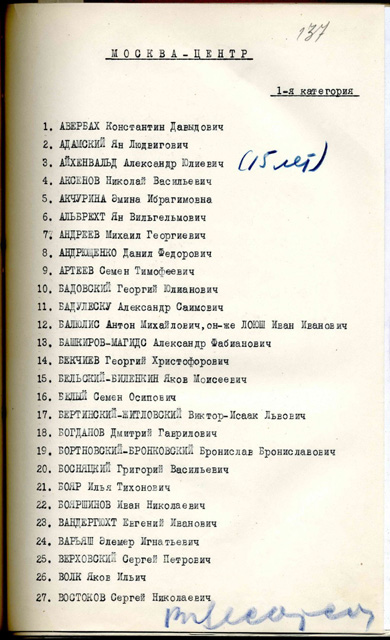 137
МОСКВА-ЦЕНТР
1-я категория
1. АВЕРБАХ Константин Давыдович
2. АДАМСКИЙ Ян Людвигович
3. АЙХЕНВАЛЬД Александр Юлиевич (15 лет)
4. АКСЕНОВ Николай Васильевич
5. АКЧУРИНА Эмина Ибрагимовна
6. АЛЬБРЕХТ Ян Вильгельмович
7. АНДРЕЕВ Михаил Георгиевич
8. АНДРЮЩЕНКО Данил Федорович
9. АРТЕЕВ Семен Тимофеевич
10. БАДОВСКИЙ Георгий Юлианович
11. БАДУЛЕСКУ Александр Саимович
12. БАЛЮЛИС Антон Михайлович,он-же ЛОЮШ Иван Иванович
13. БАШКИРОВ-МАГИДС Александр Фабианович
14. БЕКЧИЕВ Георгий Христофорович
15. БЕЛЬСКИЙ-БИЛЕНКИН Яков Моисеевич
16. БЕЛЫЙ Семен Осипович
17. БЕРТИНСКИЙ-ЖИТЛОВСКИЙ Виктор-Исаак Львович
18. БОГДАНОВ Дмитрий Гаврилович
19. БОРТНОВСКИЙ-БРОНКОВСКИЙ Бронислав Брониславович
20. БОСНЯЦКИЙ Григорий Васильевич
21. БОЯР Илья Тихонович
22. БОЯРШИНОВ Иван Николаевич
23. ВАНДЕРГЮХТ Евгений Иванович
24. ВАРЬЯШ Элемер Игнатьевич
25. ВЕРХОВСКИЙ Сергей Петрович
26. ВОЛК Яков Ильич
27. ВОСТОКОВ Сергей Николаевич